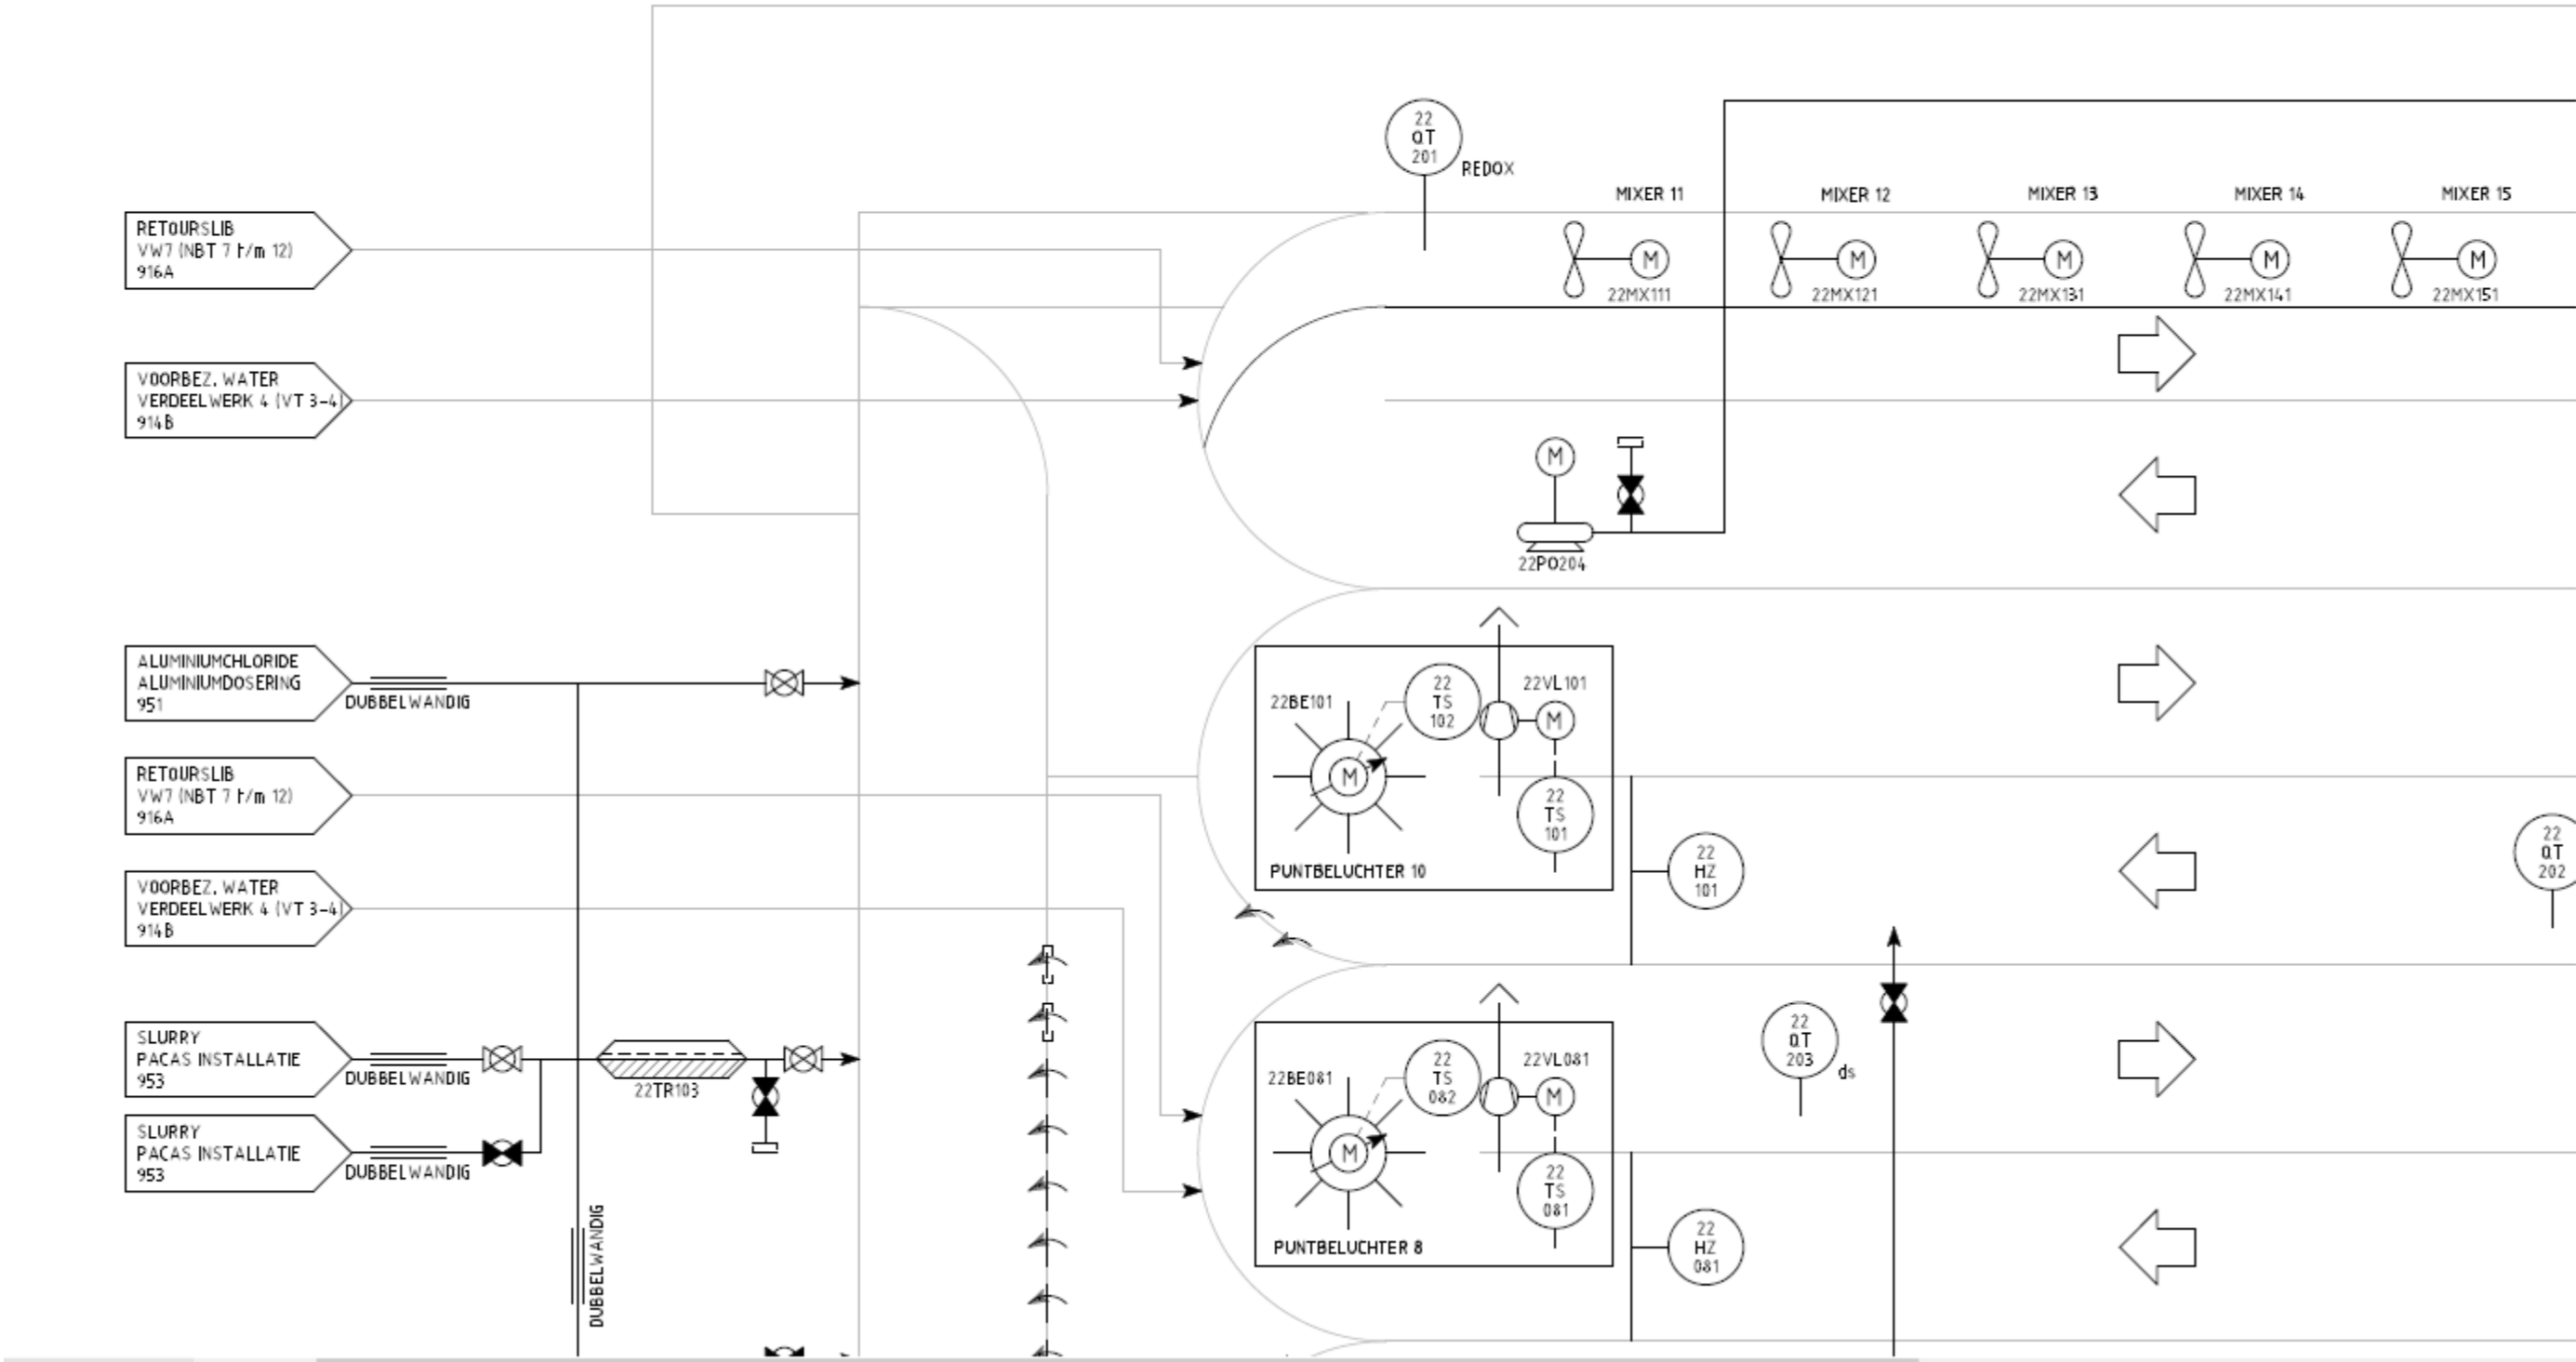 22
QT
201
REDOX
MIXER 11
MIXER 12
MIXER 13
MIXER 14
MIXER 15
RETOURSLIB
VW7 (NBT 7 t/m 12)
916A
M
M
M
M
M
22MX111
22MX121
22MX131
22MX141
22MX151
VOORBEZ. WATER
VERDEELWERK 4 (VT 3-4)
914B
M
22PO204
ALUMINIUMCHLORIDE
ALUMINIUMDOSERING
951
DUBBELWANDIG
22BE101
22
TS
102
22VL101
M
M
22
TS
101
PUNTBELUCHTER 10
22
HZ
101
22
QT
202
RETOURSLIB
VW7 (NBT 7 t/m 12)
916A
VOORBEZ. WATER
VERDEELWERK 4 (VT 3-4)
914B
SLURRY
PACAS INSTALLATIE
953
DUBBELWANDIG
22TR103
SLURRY
PACAS INSTALLATIE
953
DUBBELWANDIG
DUBBELWANDIG
22BE081
22
TS
082
22VL081
M
M
22
TS
081
PUNTBELUCHTER 8
22
HZ
081
22
QT
203
ds